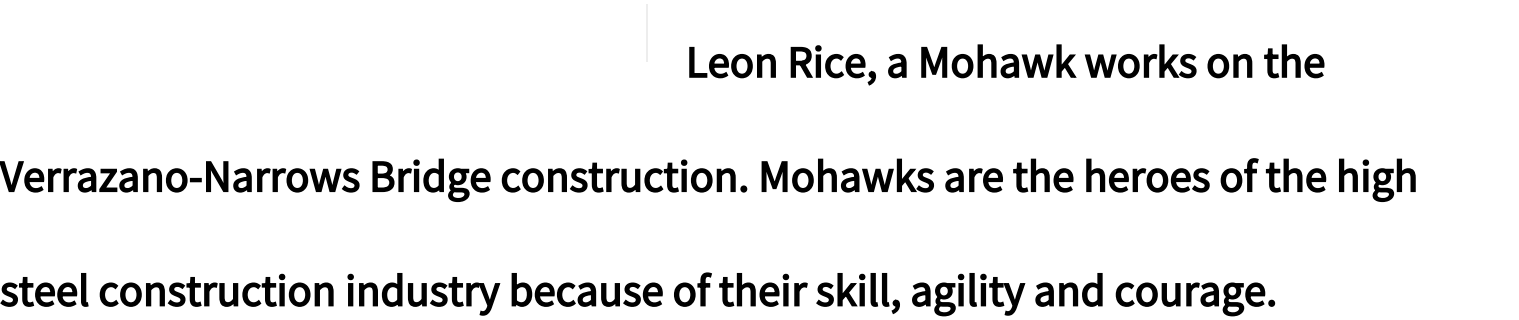 Leon Rice, a Mohawk works on the
Verrazano-Narrows Bridge construction. Mohawks are the heroes of the high
steel construction industry because of their skill, agility and courage.